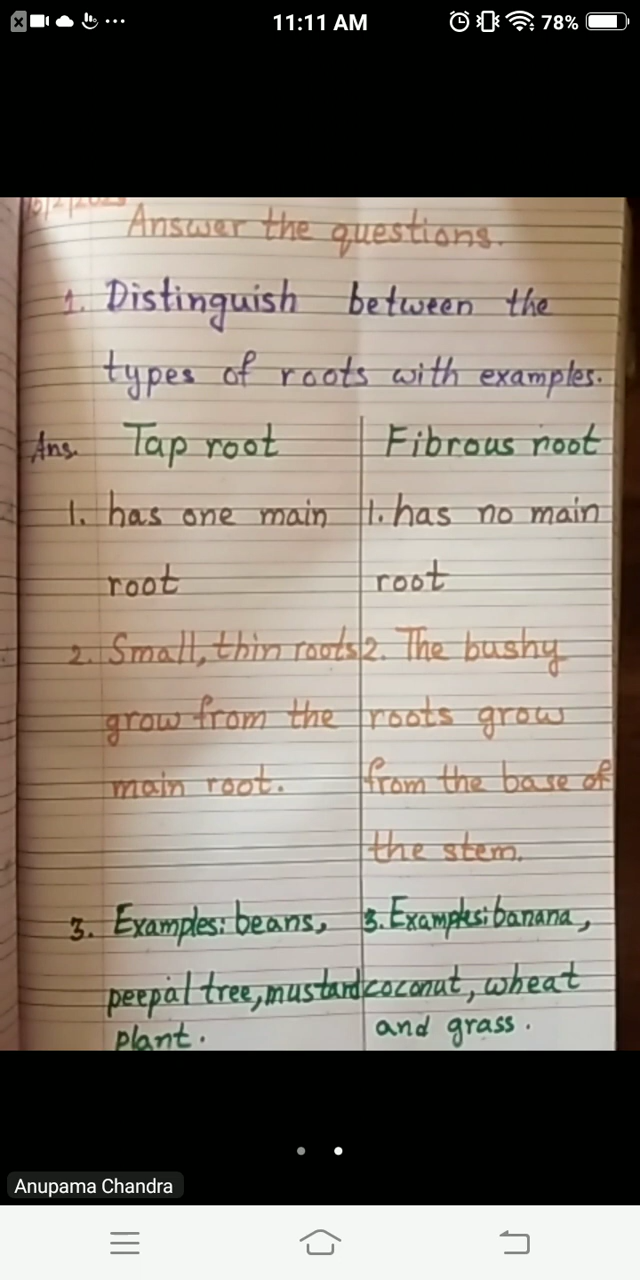 11:11 AM
78%
Answer the questions.
1. Distinguish between the
types of roots with examples.
Ans. Tap root
1. has one main
root
2. Small, thin roots
grow from the
main root.
3. Examples: beans,
peepal tree, mustard
plant.
Fibrous root
1. has no main
root
2. The bushy
roots grow
from the base of
the stem.
3. Examples: banana,
coconut, wheat
and grass.
Anupama Chandra